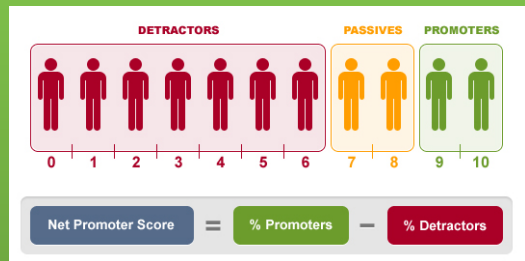 DETRACTORS PASSIVES PROMOTERS
0 1 2 3 4 5 6 7 8 9 10
Net Promoter Score = % Promoters − % Detractors